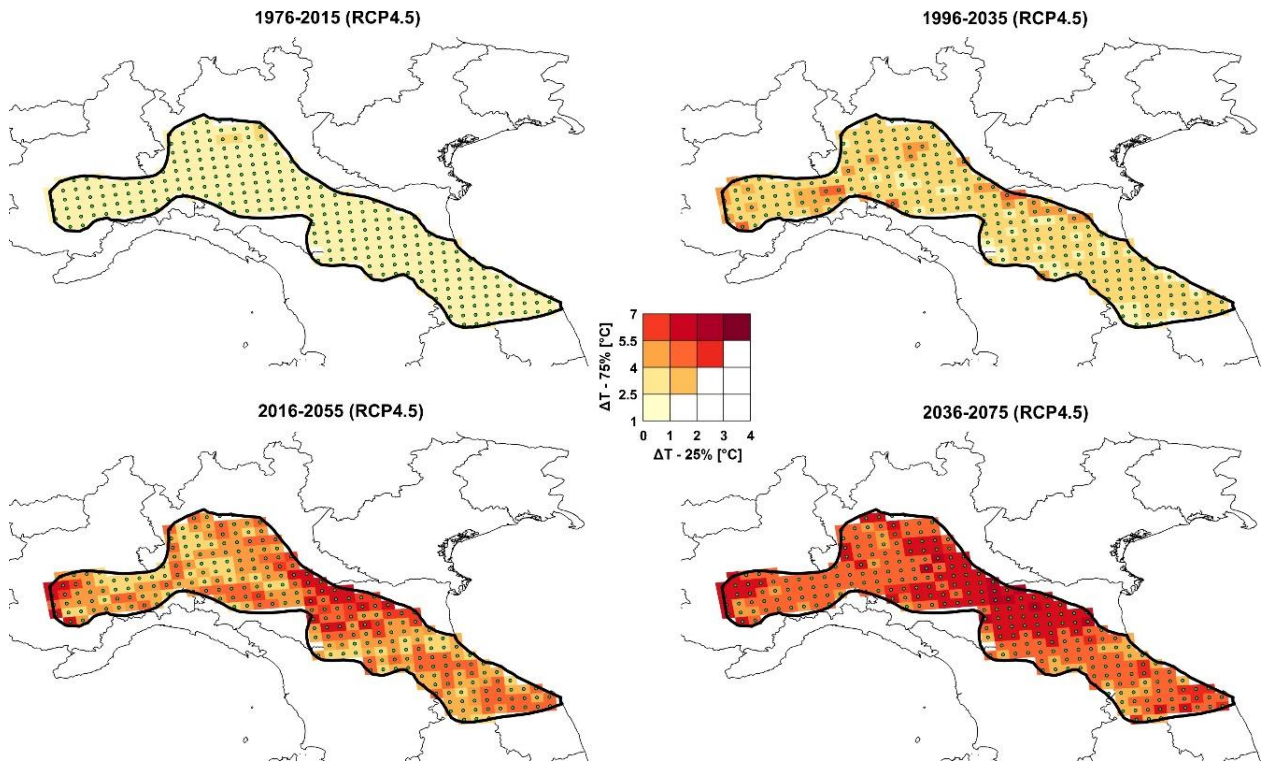 1976-2015 (RCP4.5)
1996-2035 (RCP4.5)
ΔT - 75% [°C]
7
5.5
4
2.5
1
0 1 2 3 4
ΔT - 25% [°C]
2016-2055 (RCP4.5)
2036-2075 (RCP4.5)